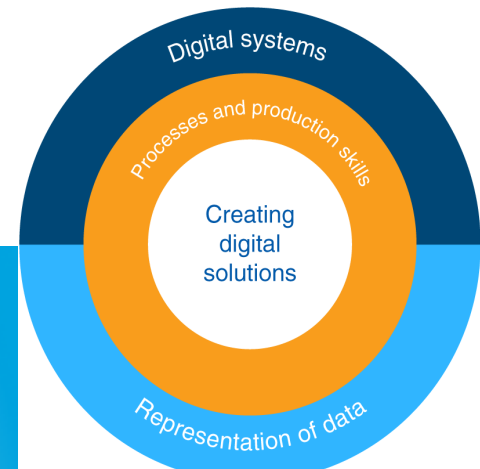 Digital systems
Processes and production skills
Creating
digital
solutions
Representation of data